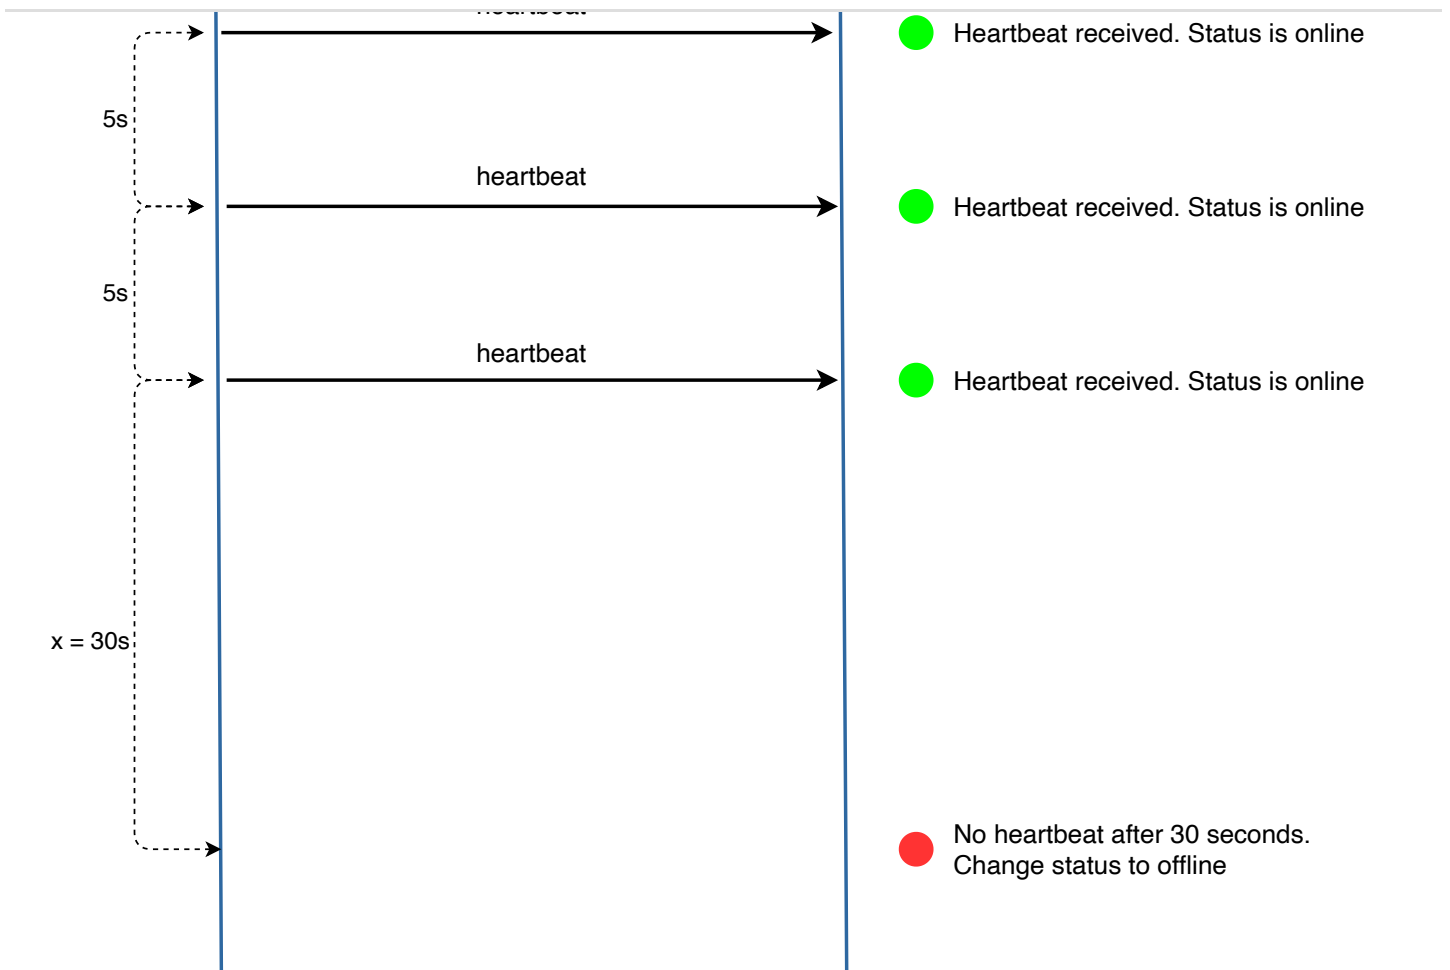 Heartbeat received. Status is online
5s
heartbeat
Heartbeat received. Status is online
5s
heartbeat
Heartbeat received. Status is online
x = 30s
No heartbeat after 30 seconds.
Change status to offline